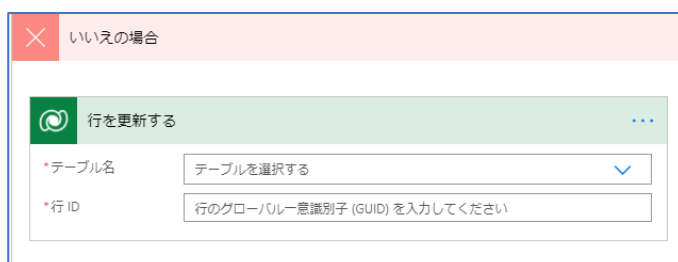 いいえの場合
行を更新する
*テーブル名 テーブルを選択する
*行 ID 行のグローバル一意識別子 (GUID) を入力してください